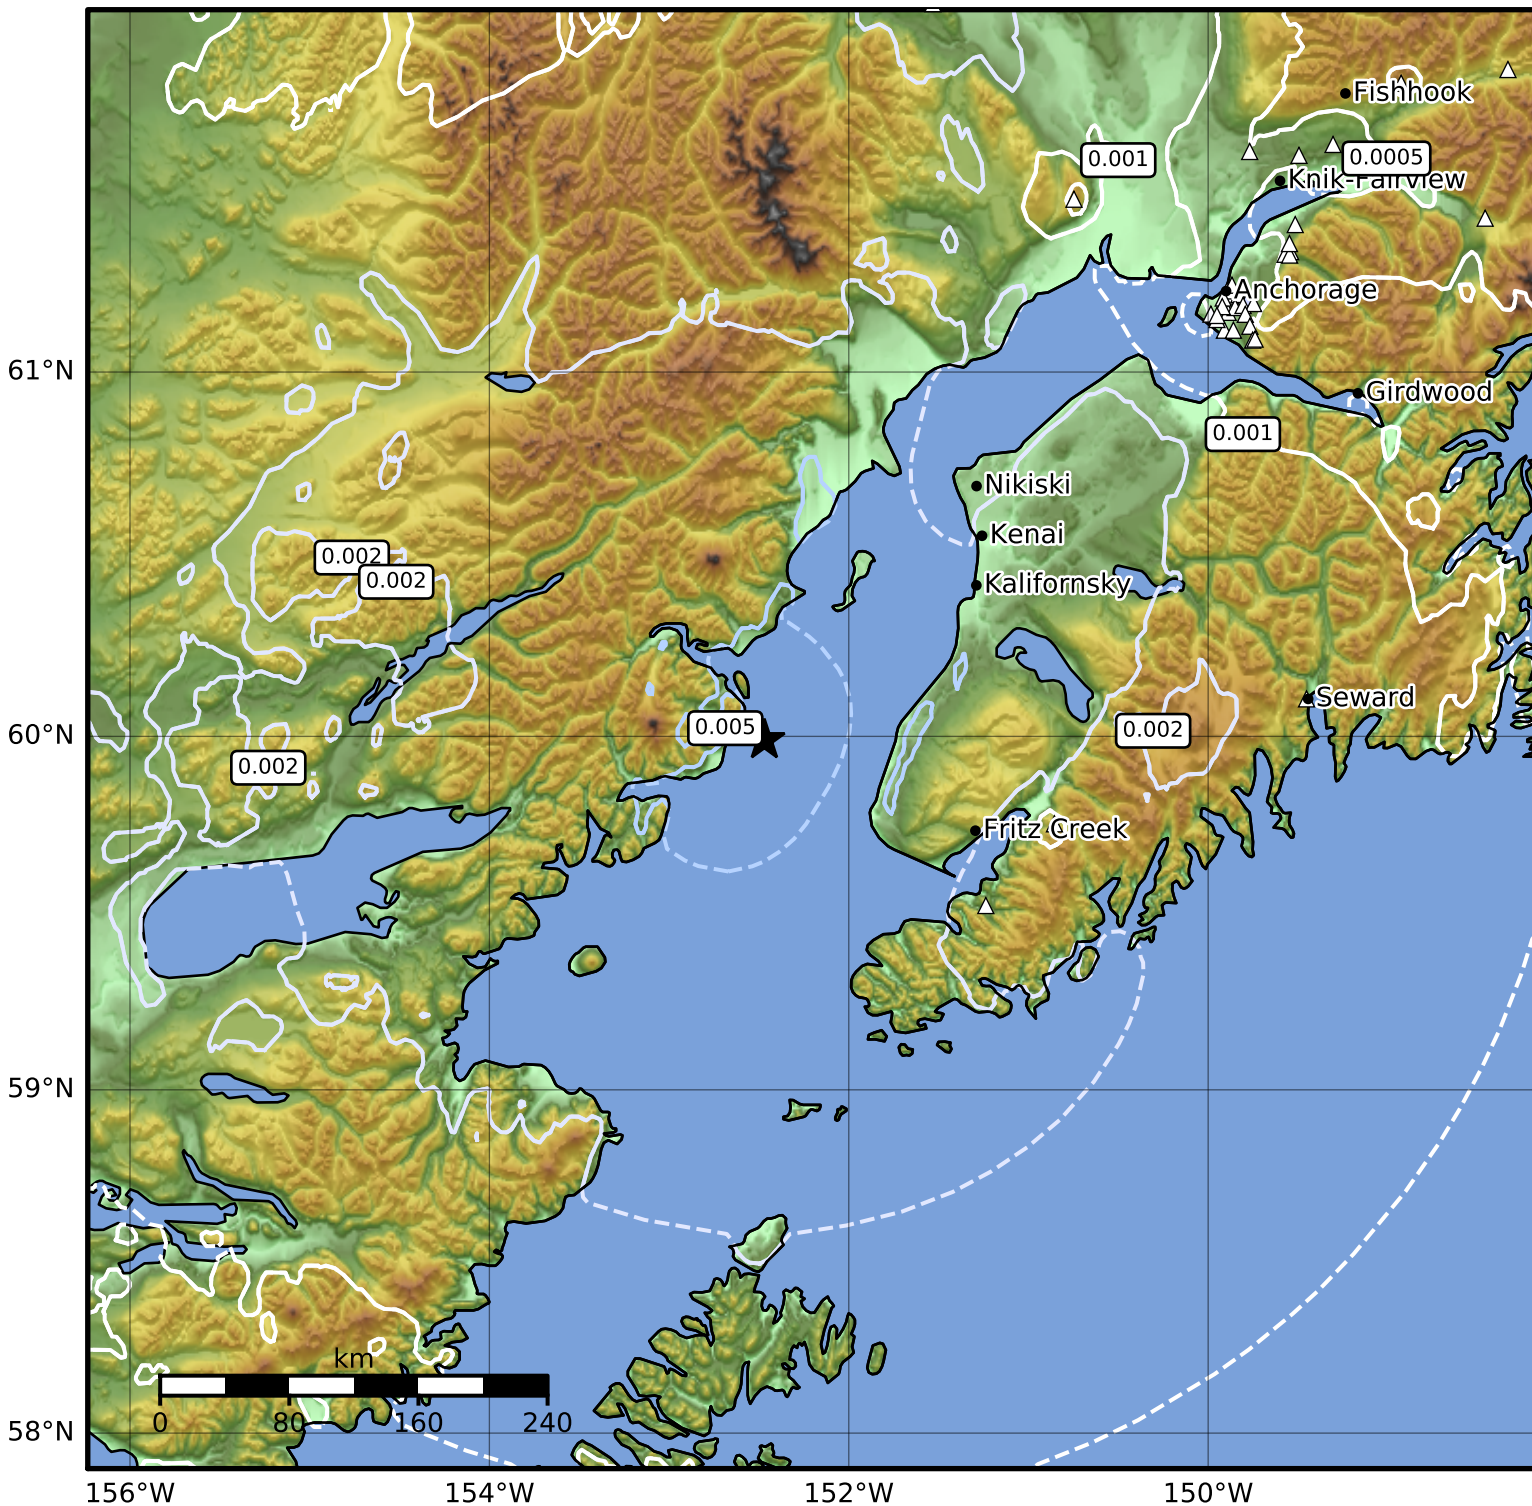 Fishhook
0.001
0.0005
Knik-Fairview
Anchorage
61°N
Girdwood
0.001
Nikiski
Kenai
0.002
0.002
Kalifornsky
Seward
0.005
0.002
60°N
0.002
Fritz Creek
59°N
km
0 80 160 240
58°N
156°W 154°W 152°W 150°W